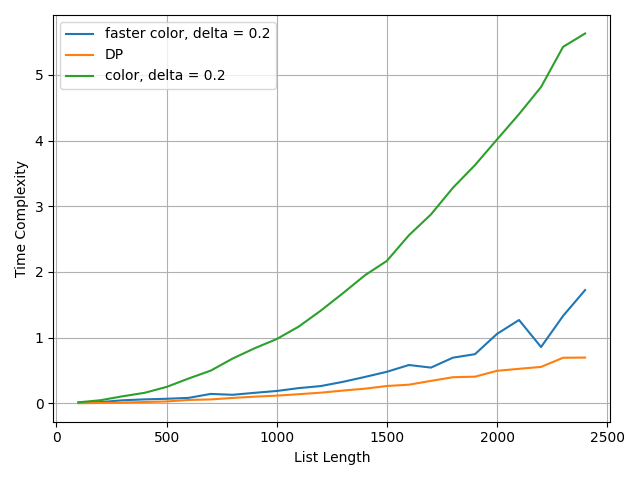 faster color, delta = 0.2
DP
color, delta = 0.2
Time Complexity
5
4
3
2
1
0
0 500 1000 1500 2000 2500
List Length